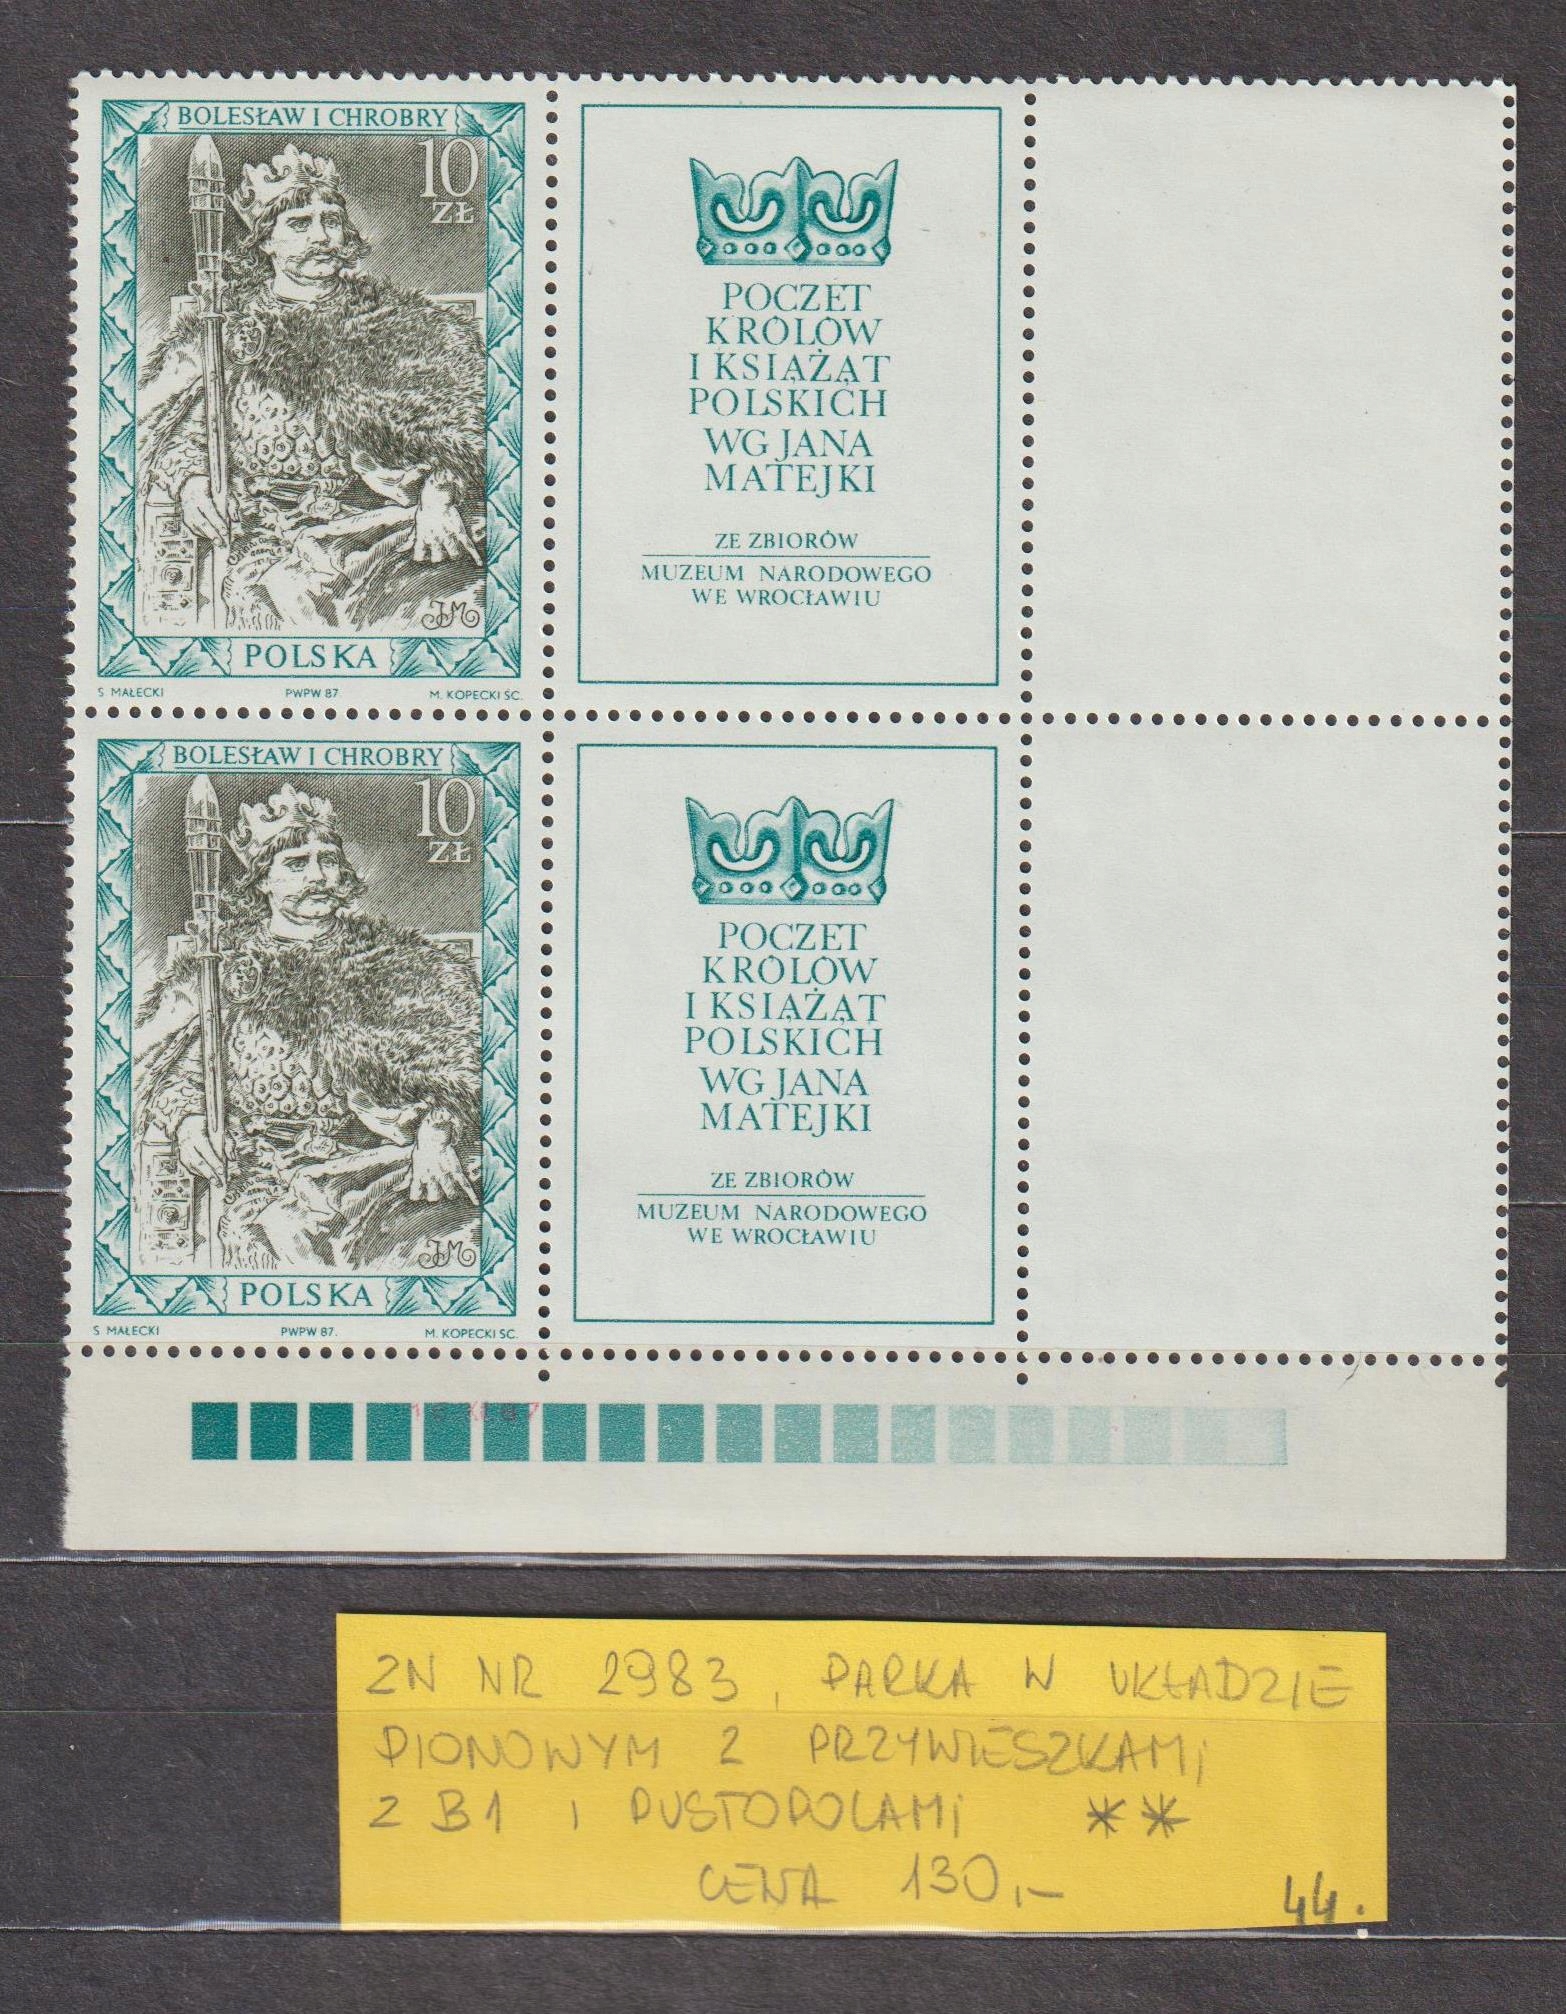 BOLESŁAW I CHROBRY
10
ZŁ
JM
POLSKA
S MAŁECKI PWPW 87 M. KOPECKI SC.
POCZET
KRÓLÓW
I KSIĄŻĄT
POLSKICH
WG JANA
MATEJKI
ZE ZBIORÓW
MUZEUM NARODOWEGO
WE WROCŁAWIU
BOLESŁAW I CHROBRY
10
ZŁ
JM
POLSKA
S MAŁECKI PWPW 87. M. KOPECKI SC.
POCZET
KRÓLÓW
I KSIĄŻĄT
POLSKICH
WG JANA
MATEJKI
ZE ZBIORÓW
MUZEUM NARODOWEGO
WE WROCŁAWIU
ZN NR 2983, PARKA W UKŁADZIE
PIONOWYM Z PRZYWIESZKAMI
Z B1 I PUSTOPOLAMI **
CENA 130,-
44.